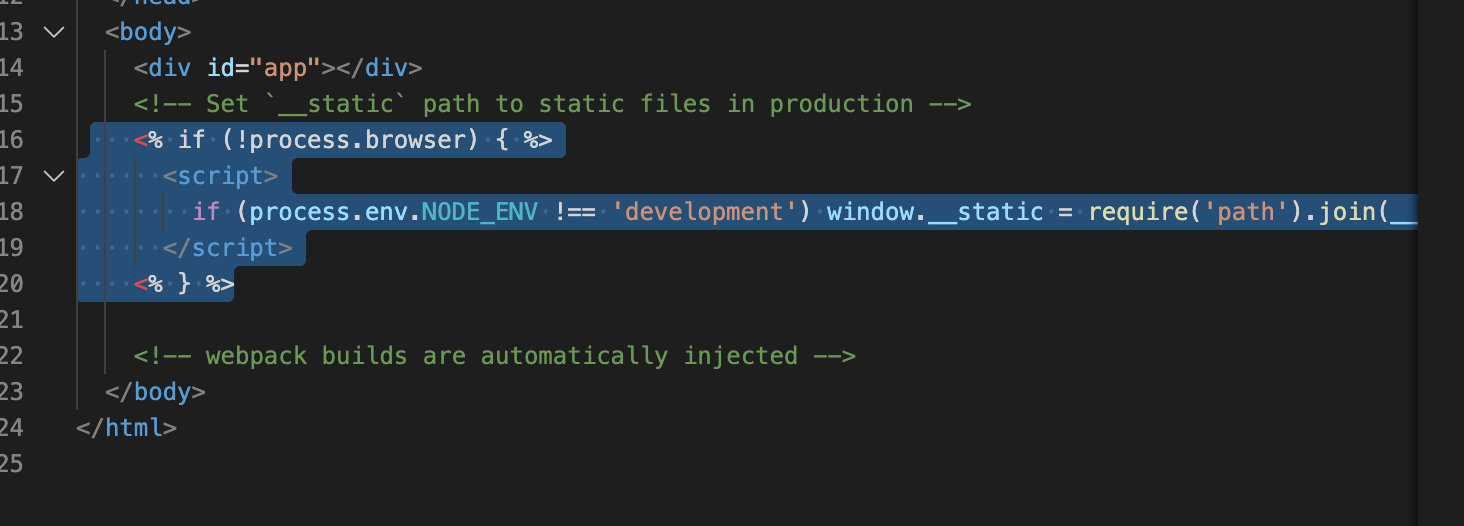 12 </head>
13 <body>
14 <div id="app"></div>
15 <!-- Set `__static` path to static files in production -->
16 <% if (!process.browser) { %>
17 <script>
18 if (process.env.NODE_ENV !== 'development') window.__static = require('path').join(__
19 </script>
20 <% } %>
21
22 <!-- webpack builds are automatically injected -->
23 </body>
24 </html>
25